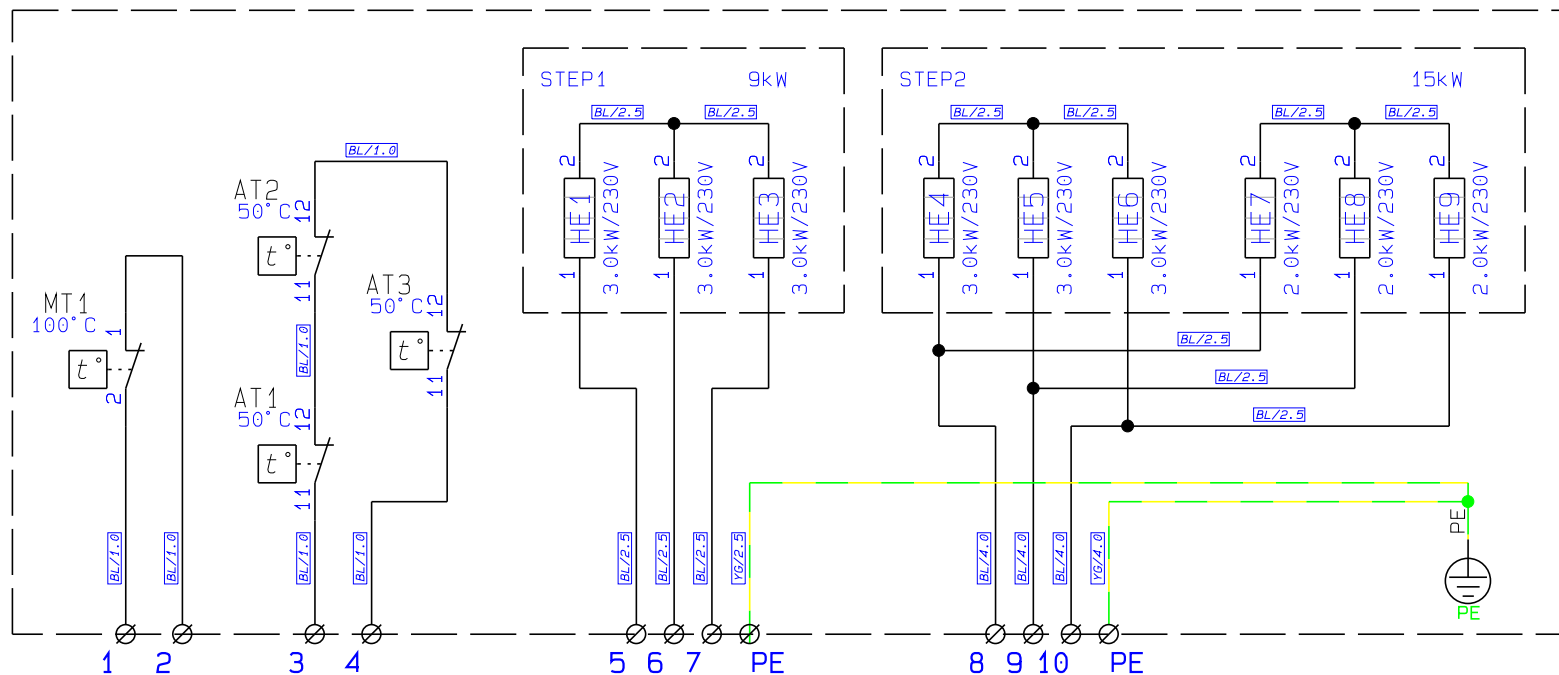 STEP1 9kW
BL/2.5 BL/2.5
2 2 2
HE1 3.0kW/230V
HE2 3.0kW/230V
HE3 3.0kW/230V
1 1 1
STEP2 15kW
BL/2.5 BL/2.5 BL/2.5 BL/2.5
2 2 2 2 2 2
HE4 3.0kW/230V
HE5 3.0kW/230V
HE6 3.0kW/230V
HE7 2.0kW/230V
HE8 2.0kW/230V
HE9 2.0kW/230V
1 1 1 1 1 1
BL/1.0
AT2
50°C
12
t°
11
BL/1.0
AT3
50°C
12
t°
11
MT1
100°C
1
t°
2
AT1
50°C
12
t°
11
BL/2.5
BL/2.5
BL/2.5
BL/1.0 BL/1.0 BL/1.0 BL/1.0 BL/2.5 BL/2.5 BL/2.5 YG/2.5 BL/4.0 BL/4.0 BL/4.0 YG/4.0
PE
PE
1 2 3 4 5 6 7 PE 8 9 10 PE